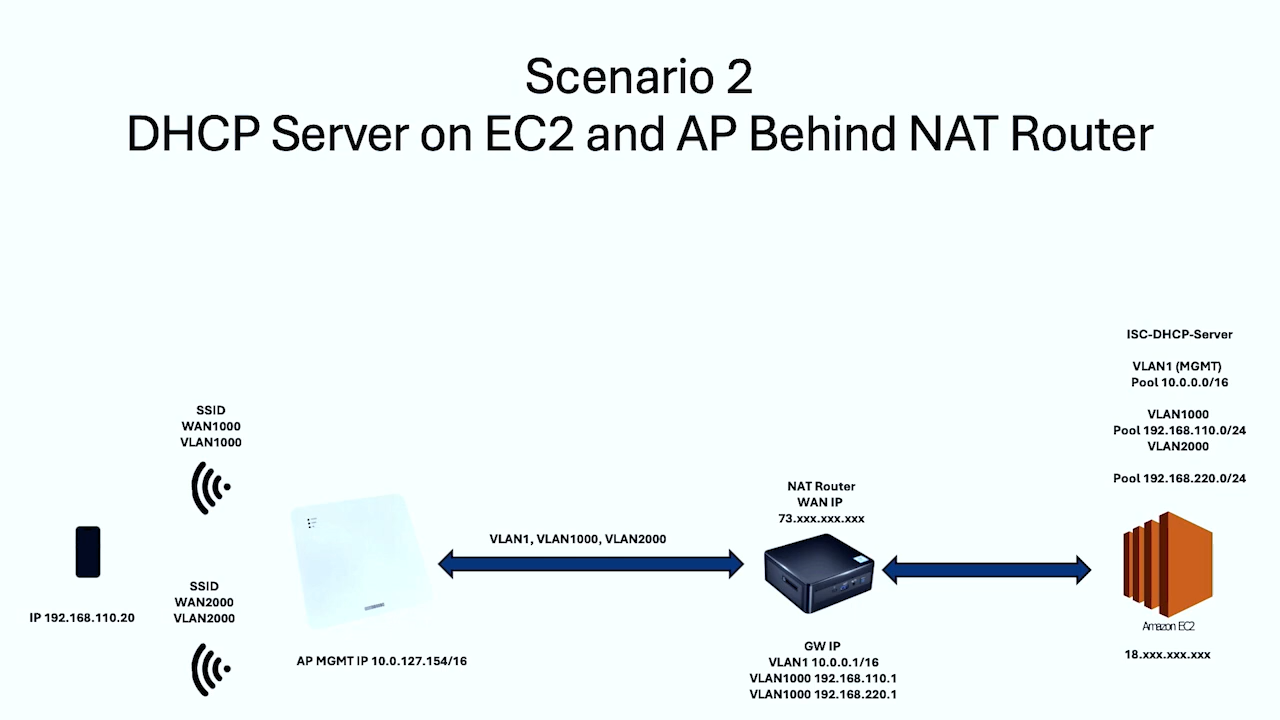 Scenario 2
DHCP Server on EC2 and AP Behind NAT Router
ISC-DHCP-Server
VLAN1 (MGMT)
Pool 10.0.0.0/16
VLAN1000
Pool 192.168.110.0/24
VLAN2000
Pool 192.168.220.0/24
SSID
WAN1000
VLAN1000
NAT Router
WAN IP
73.xxx.xxx.xxx
VLAN1, VLAN1000, VLAN2000
SSID
WAN2000
VLAN2000
IP 192.168.110.20
AP MGMT IP 10.0.127.154/16
GW IP
VLAN1 10.0.0.1/16
VLAN1000 192.168.110.1
VLAN1000 192.168.220.1
Amazon EC2
18.xxx.xxx.xxx